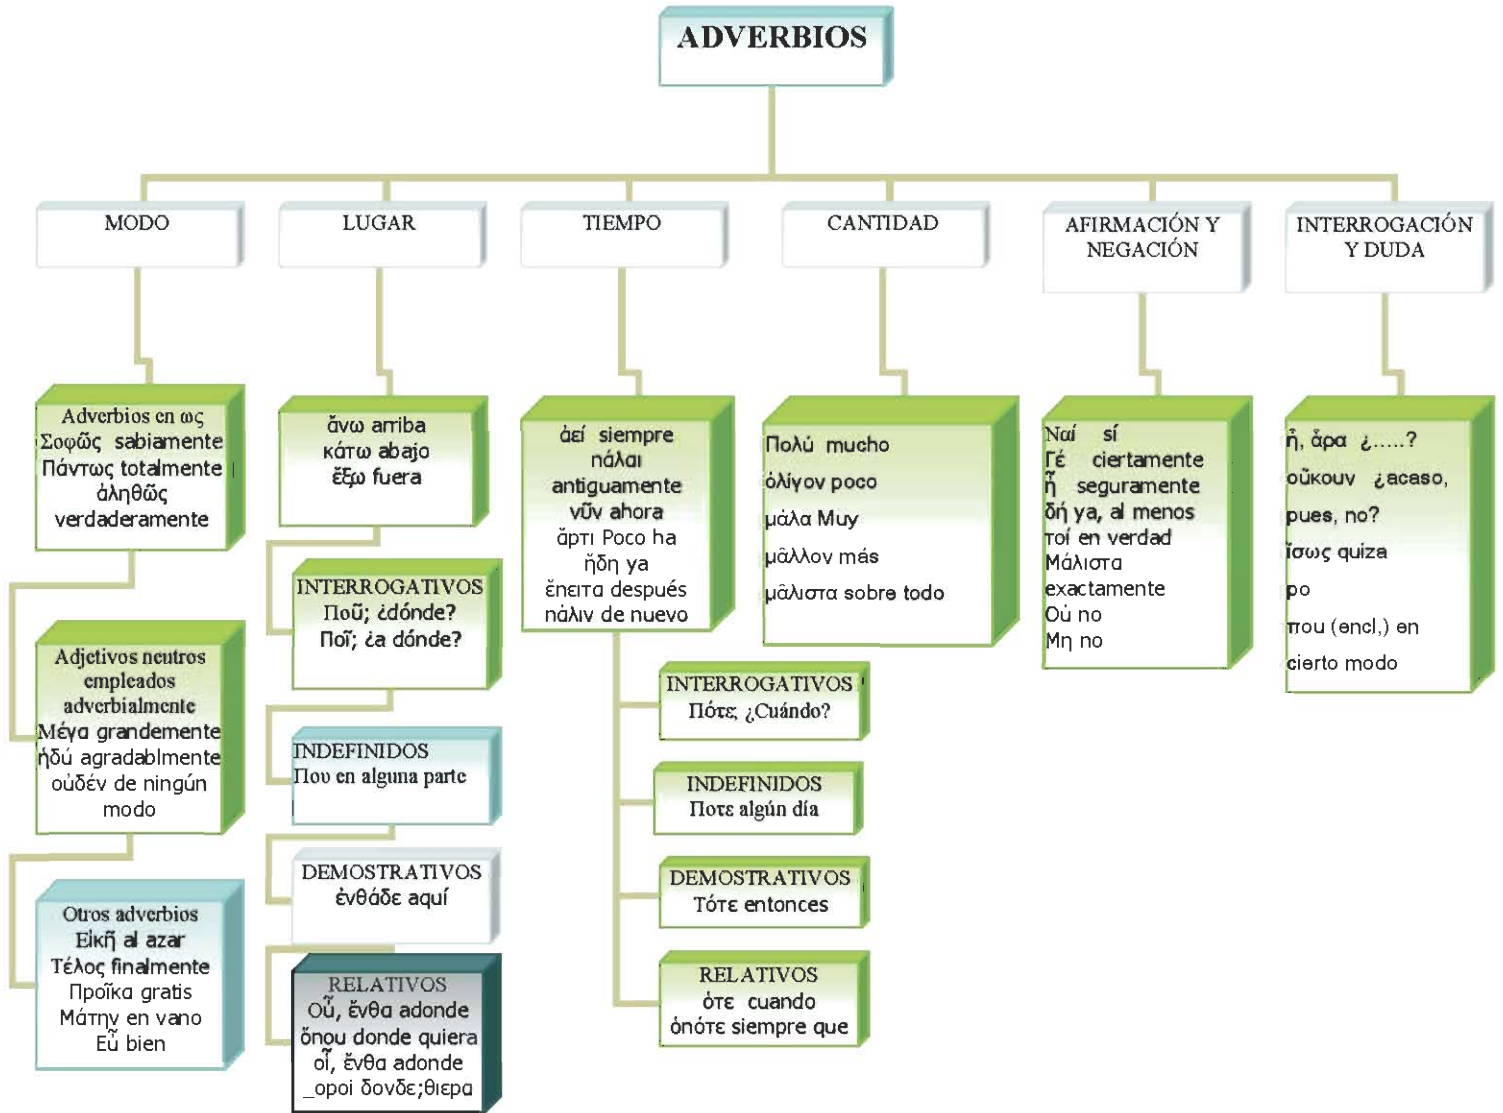 ADVERBIOS
MODO
LUGAR
TIEMPO
CANTIDAD
AFIRMACIÓN Y
NEGACIÓN
INTERROGACIÓN
Y DUDA
Adverbios en ως
Σοφῶς sabiamente
Πάντως totalmente
ἀληθῶς
verdaderamente
Adjetivos neutros
empleados
adverbialmente
Μέγα grandemente
ἡδύ agradablmente
οὐδέν de ningún
modo
Otros adverbios
Εἰκῆ al azar
Τέλος finalmente
Προῖκα gratis
Μάτην en vano
Εὖ bien
ἄνω arriba
κάτω abajo
ἔξω fuera
INTERROGATIVOS
Ποῦ; ¿dónde?
Ποῖ; ¿a dónde?
INDEFINIDOS
Που en alguna parte
DEMOSTRATIVOS
ἐνθάδε aquí
RELATIVOS
Οὗ, ἔνθα adonde
ὅπου donde quiera
οἷ, ἔνθα adonde
_οροi δονδε;θιερα
ἀεί siempre
πάλαι
antiguamente
νῦν ahora
ἄρτι Poco ha
ἤδη ya
ἔπειτα después
πάλιν de nuevo
INTERROGATIVOS
Πότε; ¿Cuándo?
INDEFINIDOS
Ποτε algún día
DEMOSTRATIVOS
Τότε entonces
RELATIVOS
ὁτε cuando
ὁπότε siempre que
Πολύ mucho
ὀλίγον poco
μάλα Muy
μᾶλλον más
μᾶλιστα sobre todo
Ναί sí
Γέ ciertamente
ἦ seguramente
δή ya, al menos
τοί en verdad
Μάλιστα
exactamente
Οὐ no
Μη no
ἦ, ἆρα ¿.....?
οὔκουν ¿acaso,
pues, no?
ἴσως quiza
po
που (encl,) en
cierto modo